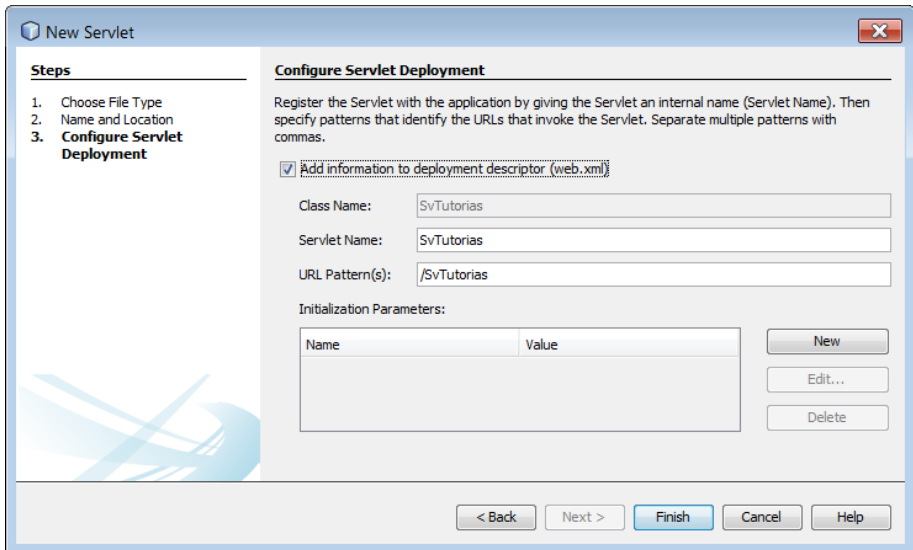 New Servlet
Steps
1. Choose File Type
2. Name and Location
3. Configure Servlet
Deployment
Configure Servlet Deployment
Register the Servlet with the application by giving the Servlet an internal name (Servlet Name). Then
specify patterns that identify the URLs that invoke the Servlet. Separate multiple patterns with
commas.
Add information to deployment descriptor (web.xml)
Class Name: SvTutorias
Servlet Name: SvTutorias
URL Pattern(s): /SvTutorias
Initialization Parameters:
Name Value
New
Edit...
Delete
< Back Next > Finish Cancel Help